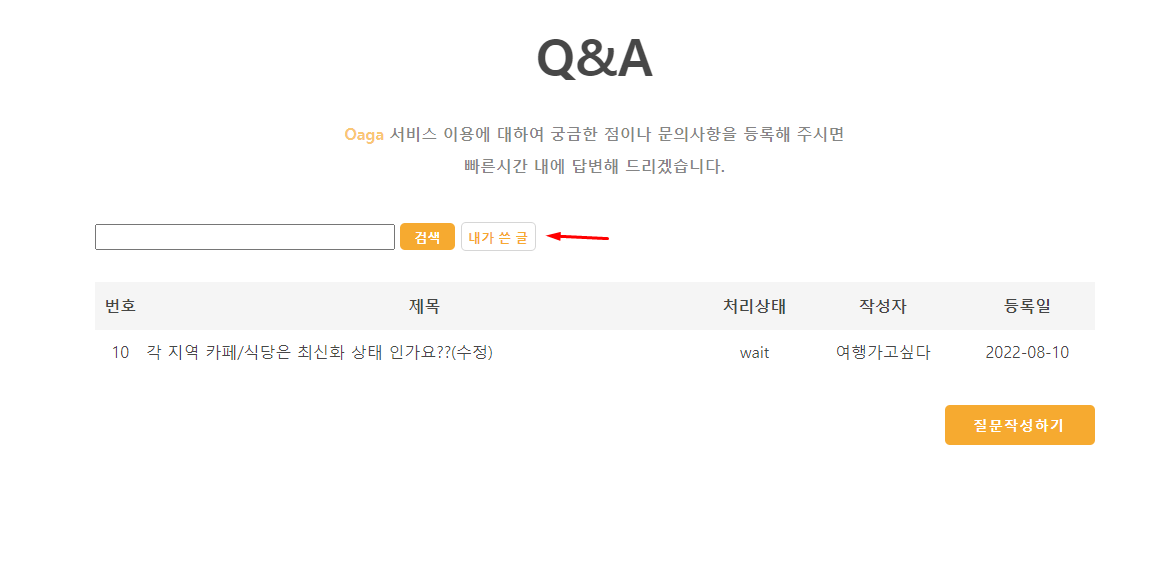 Q&A
Oaga 서비스 이용에 대하여 궁금한 점이나 문의사항을 등록해 주시면
빠른시간 내에 답변해 드리겠습니다.
검색 내가 쓴 글
번호 제목 처리상태 작성자 등록일
10 각 지역 카페/식당은 최신화 상태 인가요??(수정) wait 여행가고싶다 2022-08-10
질문작성하기